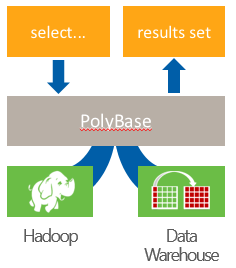 select...
results set
PolyBase
Hadoop
Data
Warehouse